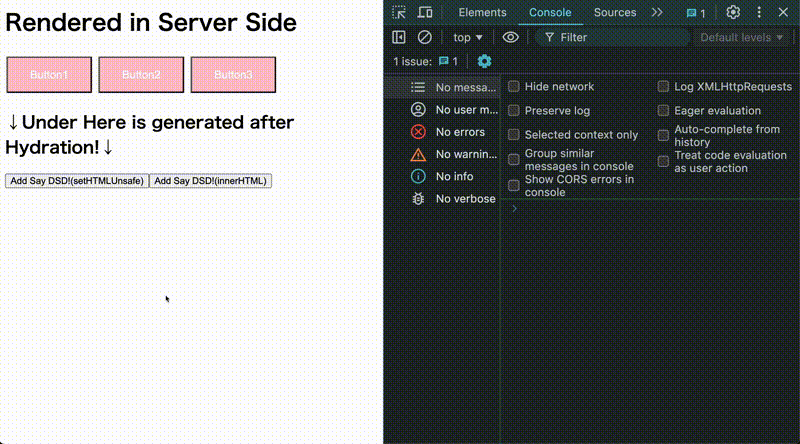 Rendered in Server Side
Button1 Button2 Button3
↓Under Here is generated after
Hydration!↓
Add Say DSD!(setHTMLUnsafe) Add Say DSD!(innerHTML)
Elements Console Sources 1
top Filter Default levels
1 issue: 1
No messa...
No user m...
No errors
No warnin...
No info
No verbose
Hide network
Preserve log
Selected context only
Group similar
messages in console
Show CORS errors in
console
Log XMLHttpRequests
Eager evaluation
Auto-complete from
history
Treat code evaluation
as user action